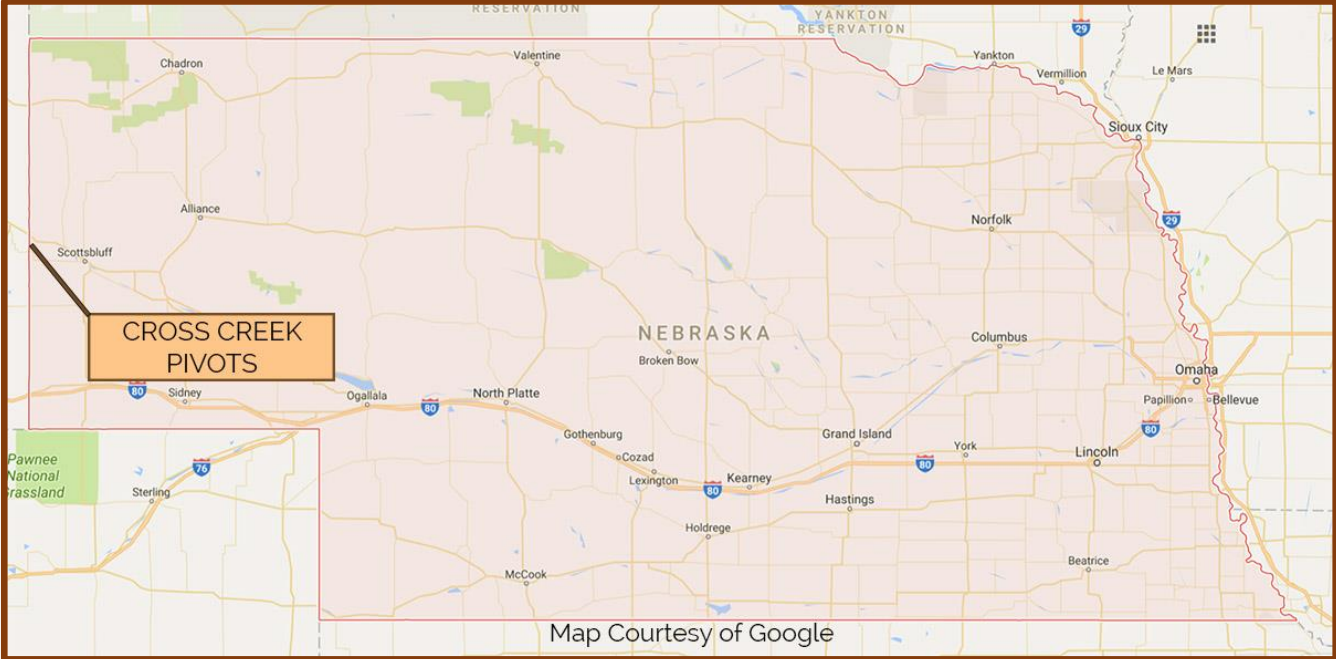 RESERVATION
YANKTON
RESERVATION
29
Yankton
Vermillion
Le Mars
Chadron
Valentine
Sioux City
Alliance
Norfolk
29
Scottsbluff
CROSS CREEK
PIVOTS
NEBRASKA
Broken Bow
Columbus
Omaha
Papillion
Bellevue
80
Sidney
Ogallala
80
North Platte
Gothenburg
Cozad
Lexington
80
Kearney
Grand Island
80
York
Lincoln
80
Pawnee
National
Grassland
76
Sterling
Hastings
Holdrege
McCook
Beatrice
Map Courtesy of Google